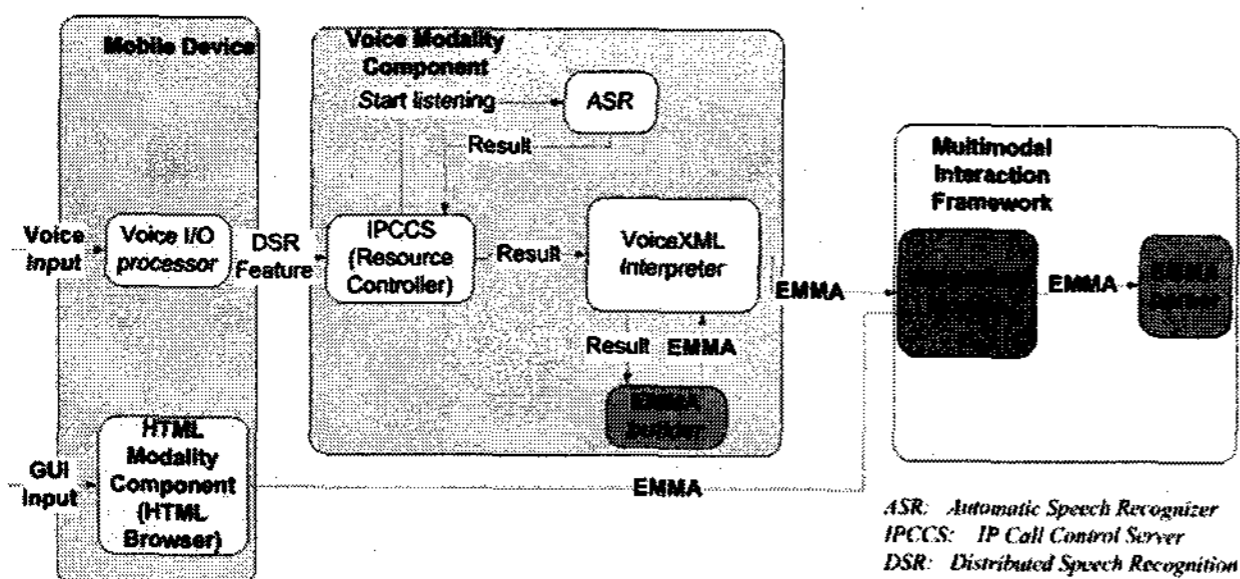 Mobile Device
Voice Modality
Component
Start listening
ASR
Result
Multimodal
Interaction
Framework
Voice
Input
Voice I/O
processor
DSR
Feature
IPCCS
(Resource
Controller)
Result
VoiceXML
Interpreter
EMMA
EMMA
Result
EMMA
EMMA
GUI
Input
HTML
Modality
Component
(HTML
Browser)
EMMA
ASR: Automatic Speech Recognizer
IPCCS: IP Call Control Server
DSR: Distributed Speech Recognition